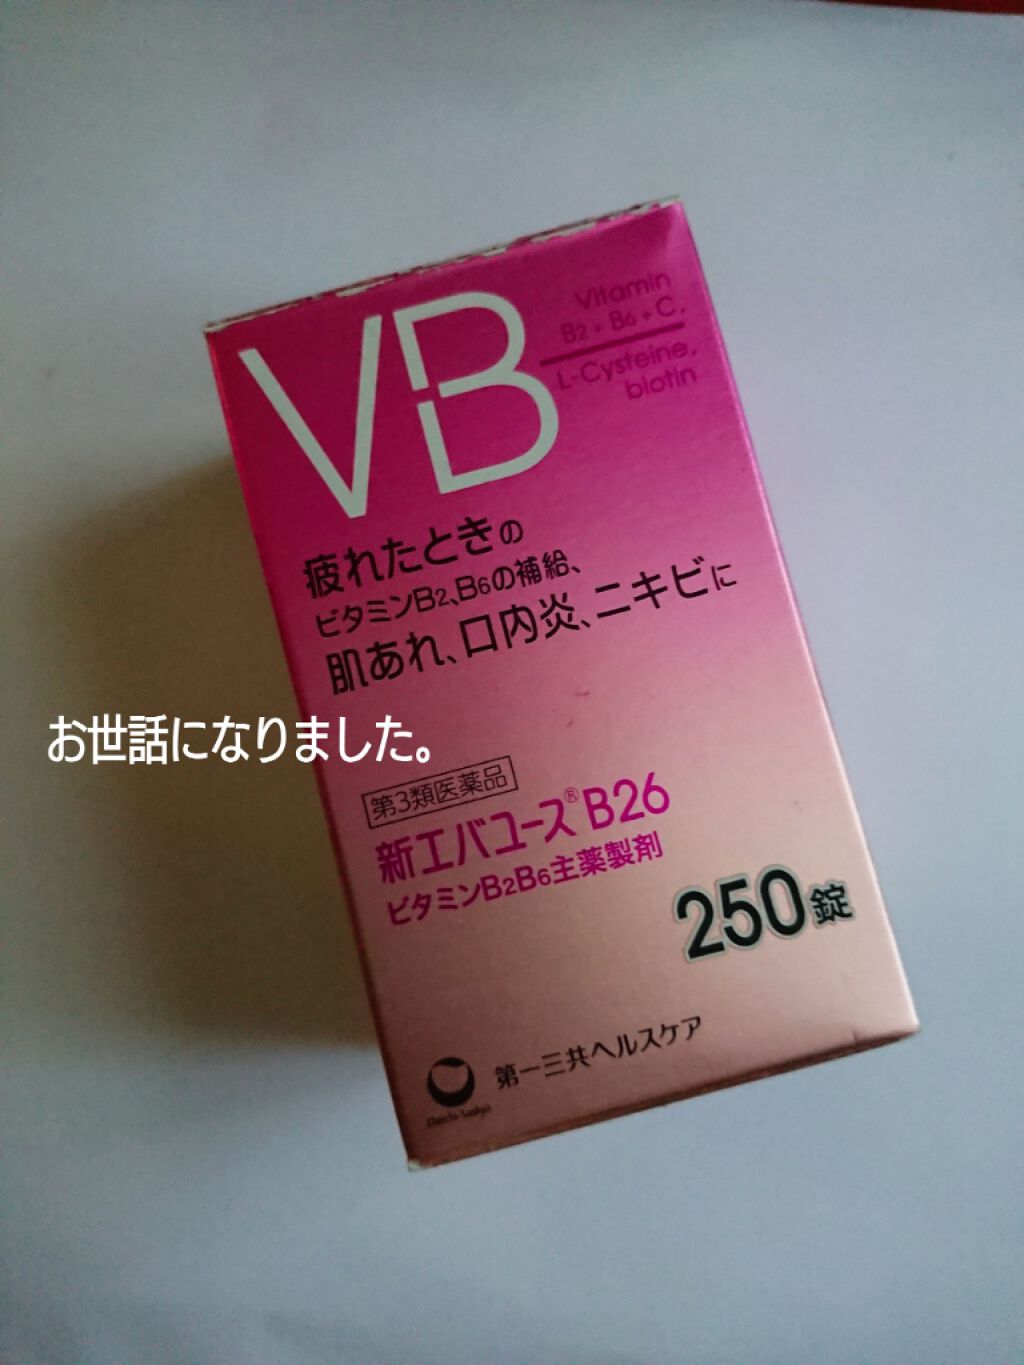 VB
Vitamin
B2 + B6 + C,
L-Cysteine,
biotin
疲れたときの
ビタミンB2、B6の補給、
肌あれ、口内炎、ニキビに
お世話になりました。
第3類医薬品
新エバユース® B26
ビタミンB2B6主薬製剤
250錠
第一三共ヘルスケア
Daiichi-Sankyo